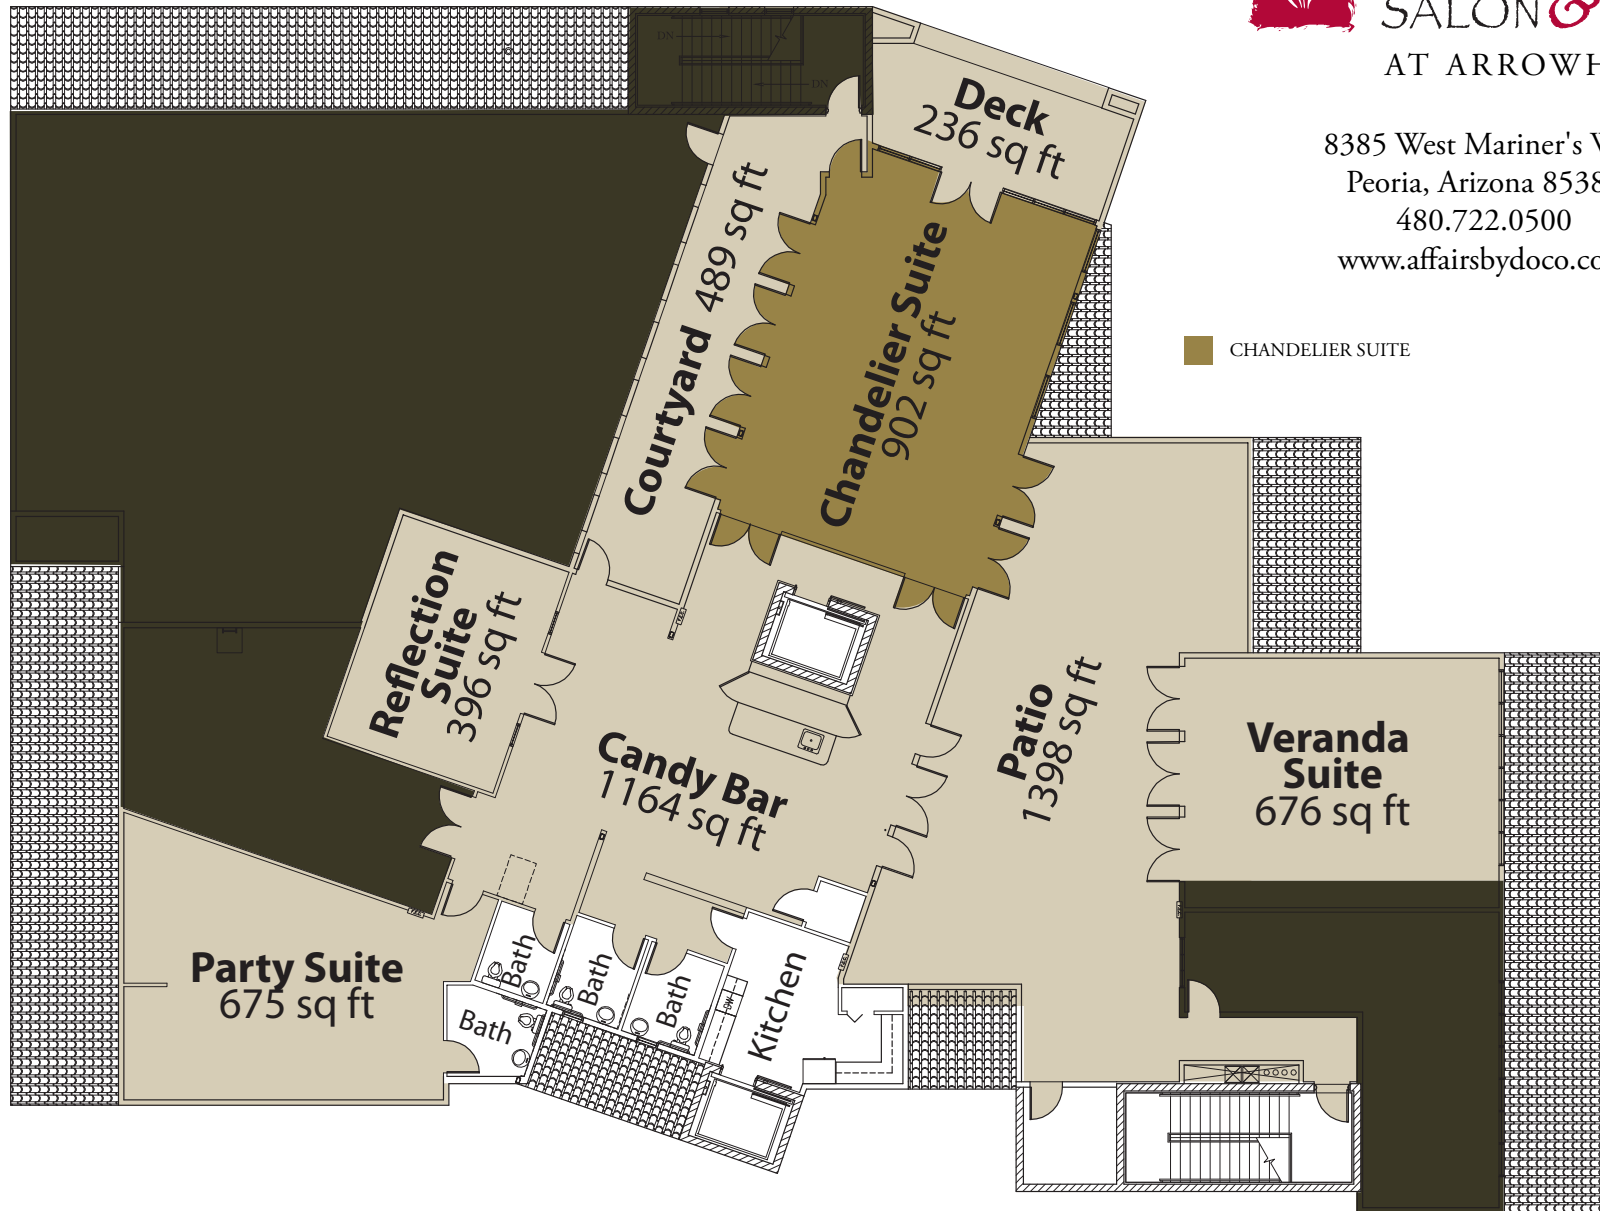 SALON &
AT ARROWH
8385 West Mariner's W
Peoria, Arizona 8538
480.722.0500
www.affairsbydoco.co
CHANDELIER SUITE
DN
DN
Deck
236 sq ft
Courtyard 489 sq ft
Chandelier Suite
902 sq ft
Reflection
Suite
396 sq ft
Candy Bar
1164 sq ft
Patio
1398 sq ft
Veranda
Suite
676 sq ft
Party Suite
675 sq ft
Bath
Bath
Bath
Bath
Kitchen
DW